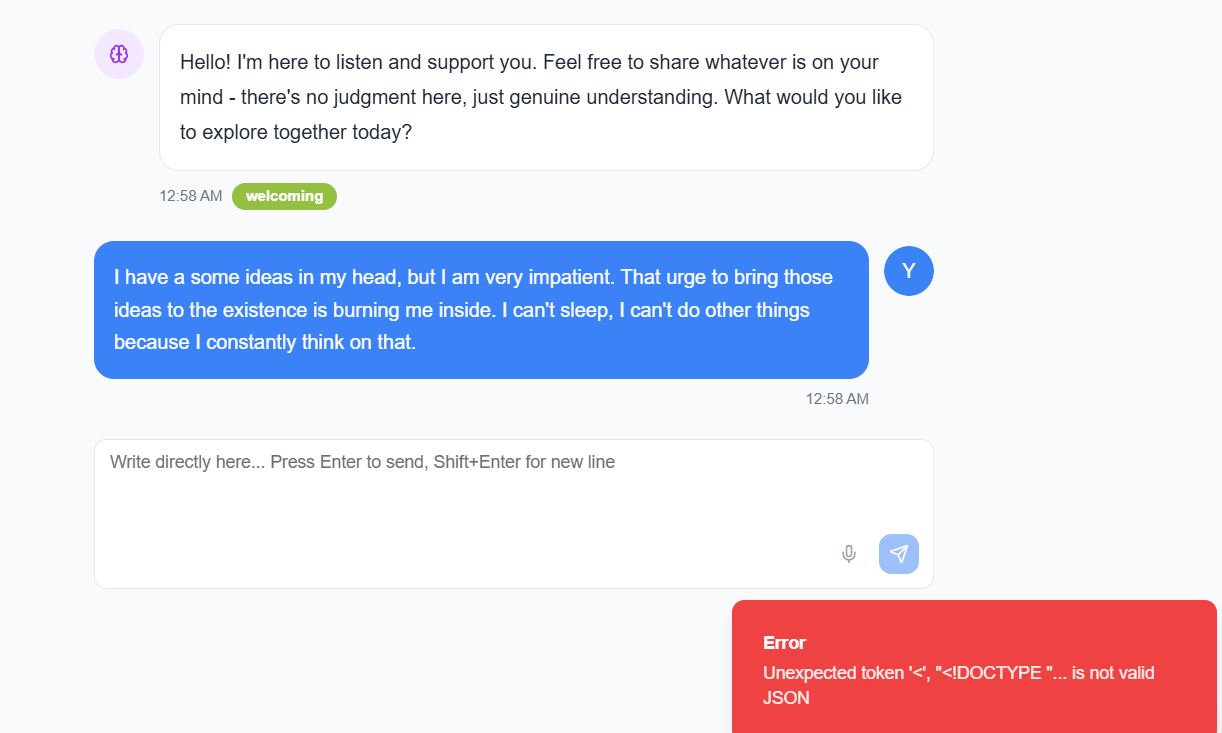 Hello! I'm here to listen and support you. Feel free to share whatever is on your
mind - there's no judgment here, just genuine understanding. What would you like
to explore together today?
12:58 AM welcoming
I have a some ideas in my head, but I am very impatient. That urge to bring those
ideas to the existence is burning me inside. I can't sleep, I can't do other things
because I constantly think on that.
Y
12:58 AM
Write directly here... Press Enter to send, Shift+Enter for new line
Error
Unexpected token '<', "<!DOCTYPE "... is not valid
JSON